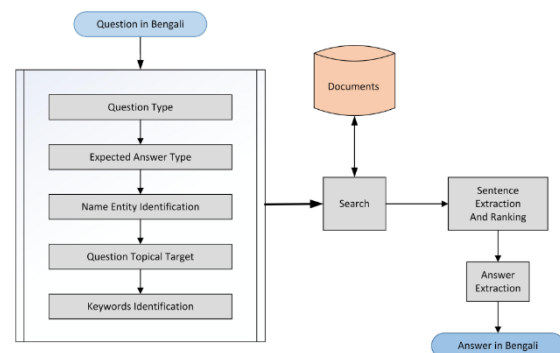 Question in Bengali
Question Type
Expected Answer Type
Name Entity Identification
Question Topical Target
Keywords Identification
Documents
Search
Sentence
Extraction
And Ranking
Answer
Extraction
Answer in Bengali